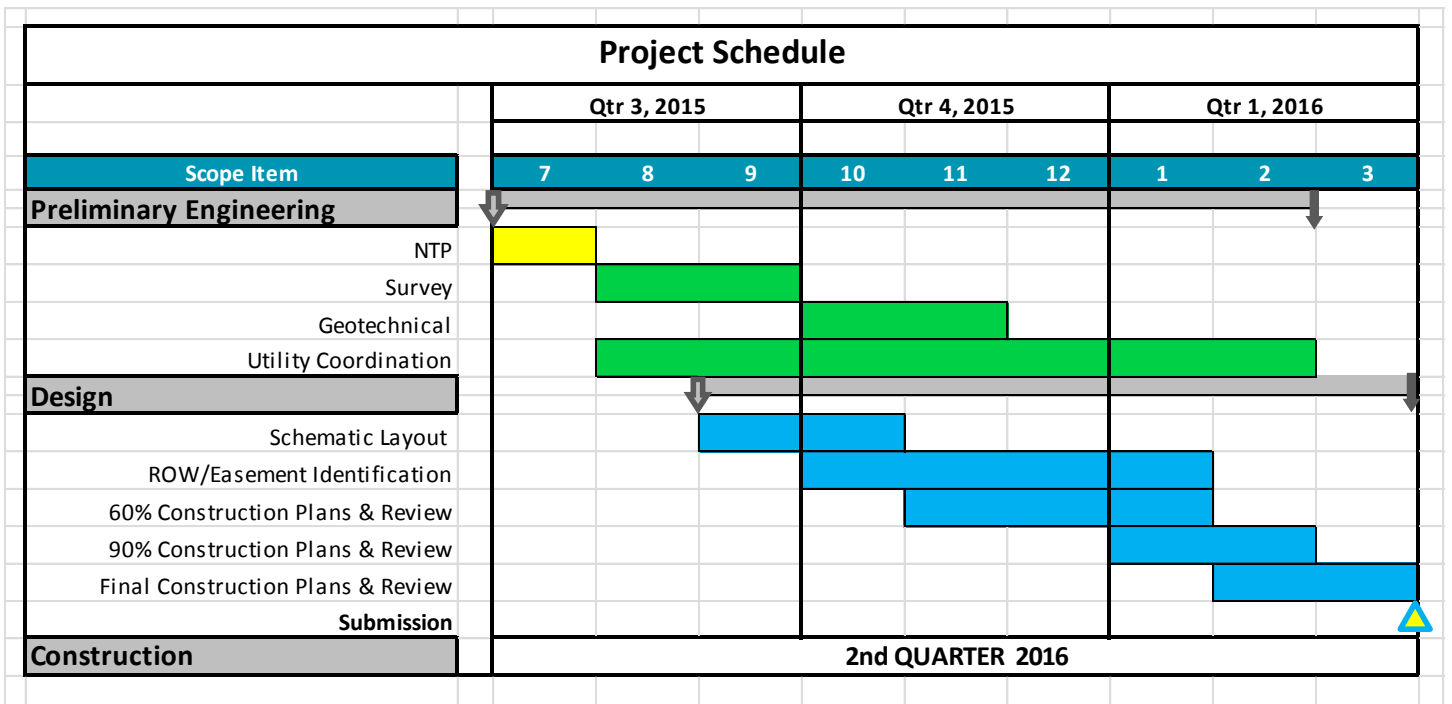 Project Schedule
Qtr 3, 2015 Qtr 4, 2015 Qtr 1, 2016
Scope Item 7 8 9 10 11 12 1 2 3
Preliminary Engineering
NTP
Survey
Geotechnical
Utility Coordination
Design
Schematic Layout
ROW/Easement Identification
60% Construction Plans & Review
90% Construction Plans & Review
Final Construction Plans & Review
Submission
Construction 2nd QUARTER 2016